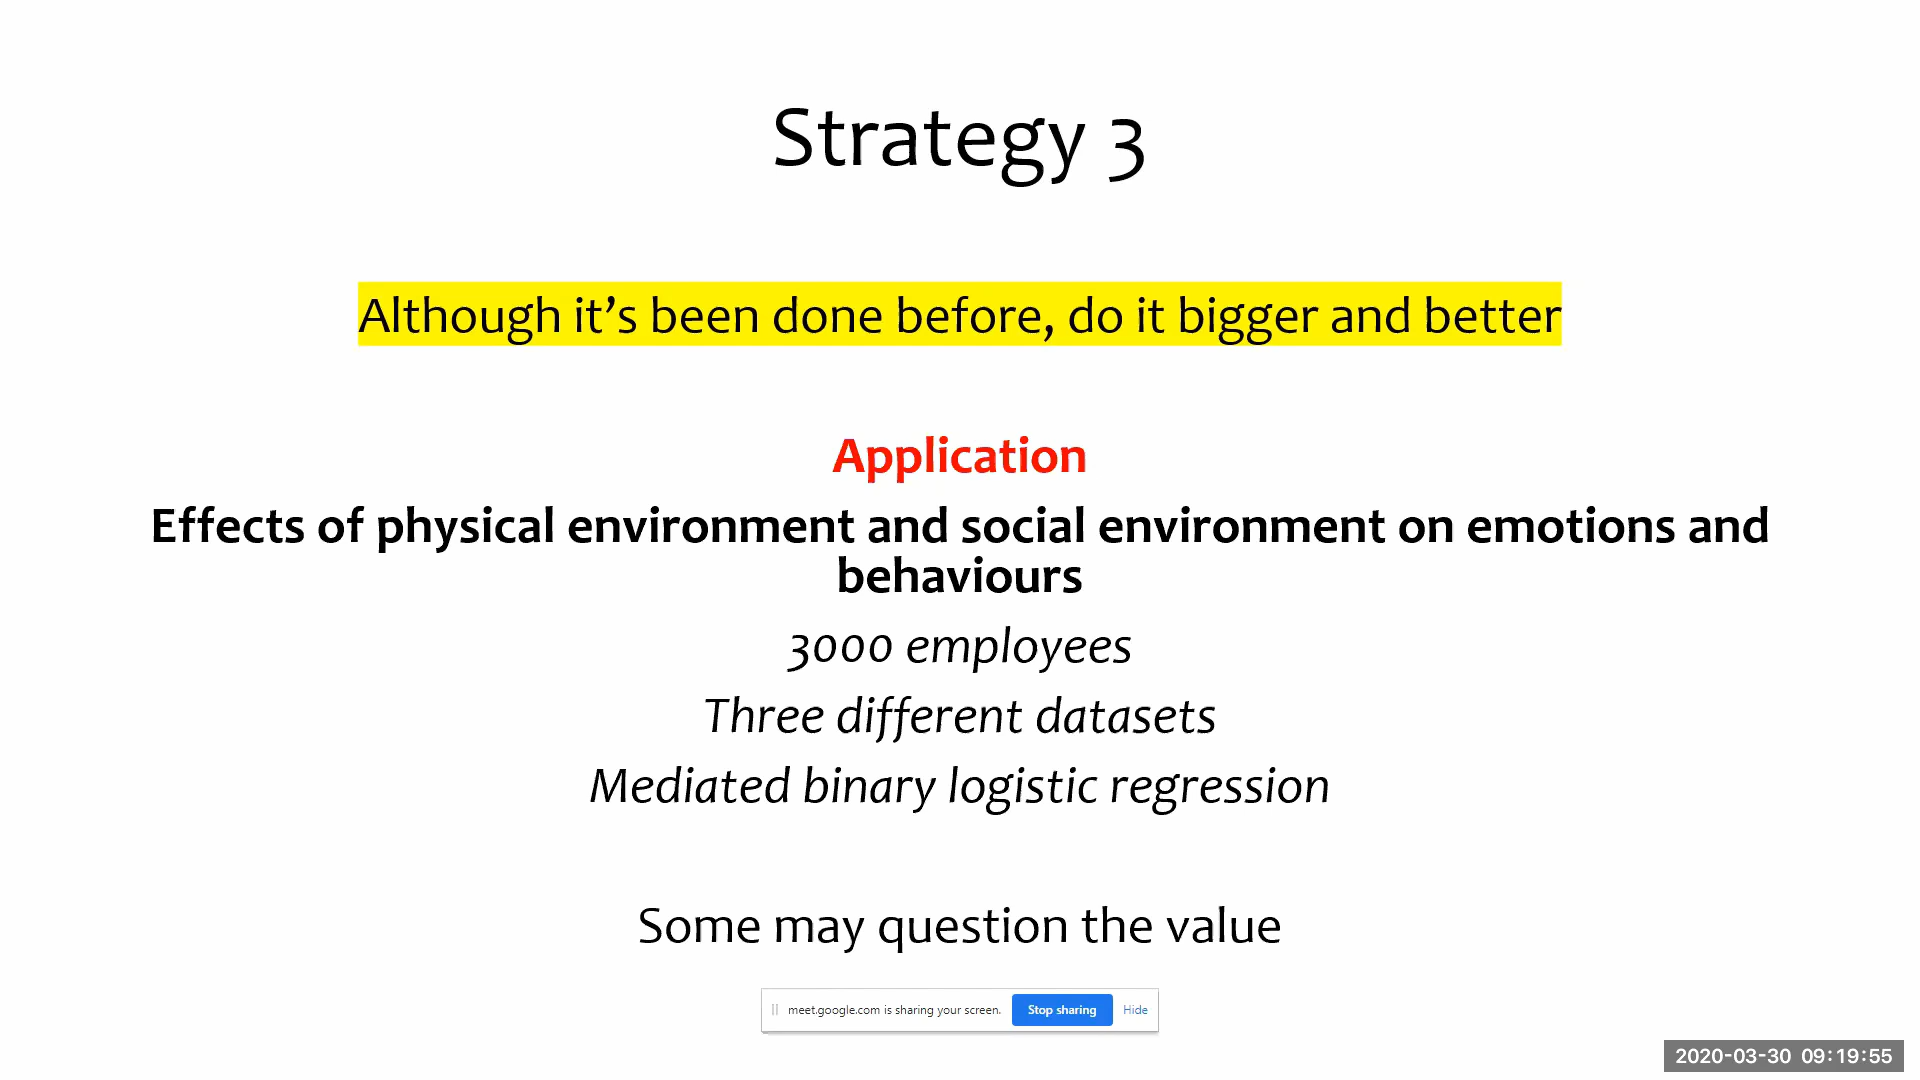 Strategy 3
Although it’s been done before, do it bigger and better
Application
Effects of physical environment and social environment on emotions and
behaviours
3000 employees
Three different datasets
Mediated binary logistic regression
Some may question the value
meet.google.com is sharing your screen. Stop sharing Hide
2020-03-30 09:19:55